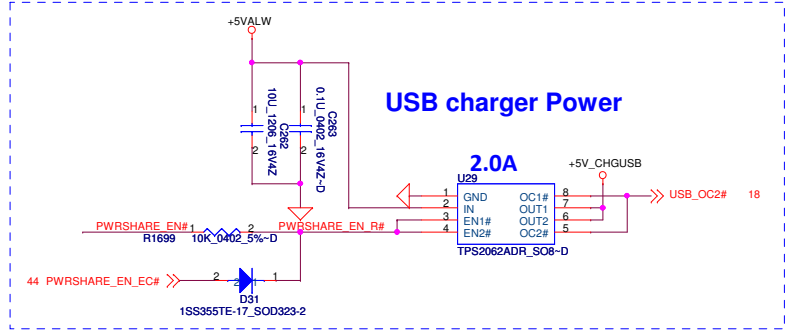 +5VALW
USB charger Power
1
1
2
2
10U_1206_16V4Z
C262
0.1U_0402_16V4Z~D
C263
2.0A
U29
+5V_CHGUSB
1 GND OC1# 8
2 IN OUT1 7
3 EN1# OUT2 6
4 EN2# OC2# 5
TPS2062ADR_SO8~D
USB_OC2# 18
PWRSHARE_EN# 1 2 PWRSHARE_EN_R#
R1699 10K_0402_5%~D
44 PWRSHARE_EN_EC# 2 1
D31
1SS355TE-17_SOD323-2